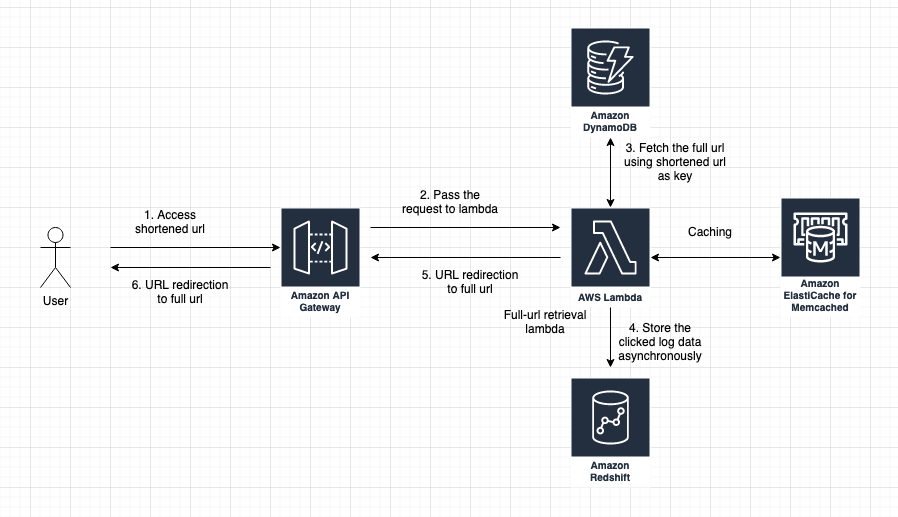 Amazon
DynamoDB
3. Fetch the full url
using shortened url
as key
2. Pass the
request to lambda
1. Access
shortened url
Caching
</>
M
User
6. URL redirection
to full url
Amazon API
Gateway
5. URL redirection
to full url
AWS Lambda
Amazon
ElastiCache for
Memcached
Full-url retrieval
lambda
4. Store the
clicked log data
asynchronously
Amazon
Redshift